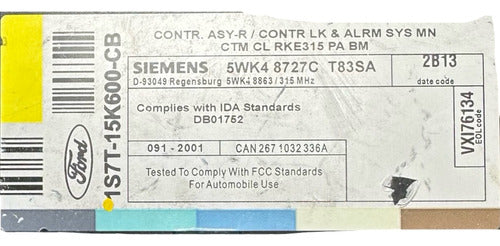 CONTR. ASY-R / CONTR LK & ALRM SYS MN
CTM CL RKE315 PA BM
SIEMENS 5WK4 8727C T83SA
D-93049 Regensburg 5WK4 8863/315 MHz
2B13
date code
Complies with IDA Standards
DB01752
091-2001 CAN 267 1032 336A
Tested To Comply With FCC Standards
For Automobile Use
VXI76134
EOL code
Ford
1S7T-15K600-CB